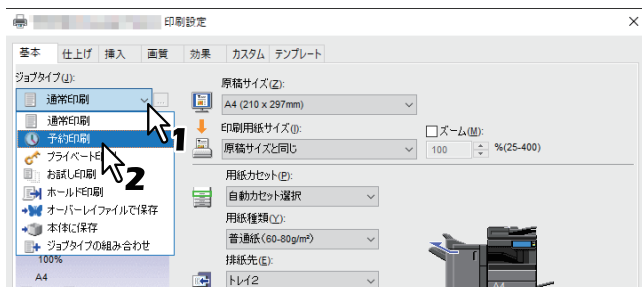 印刷設定
基本 仕上げ 挿入 画質 効果 カスタム テンプレート
ジョブタイプ(J):
通常印刷
...
1
通常印刷
予約印刷
プライベート
2
お試し印刷
ホールド印刷
オーバーレイファイルで保存
本体に保存
ジョブタイプの組み合わせ
100%
A4
原稿サイズ(Z):
A4 (210 x 297mm)
印刷用紙サイズ(I):
原稿サイズと同じ
ズーム(M):
100 %(25-400)
用紙カセット(P):
自動カセット選択
用紙種類(Y):
普通紙(60-80g/m²)
排紙先(E):
トレイ2
A4